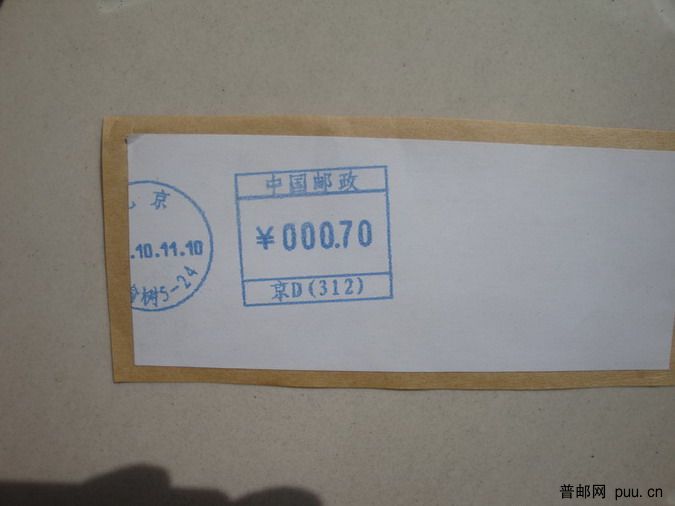 京
.10.11.10
树5-24
中国邮政
￥000.70
京D(312)
普邮网 puu.cn